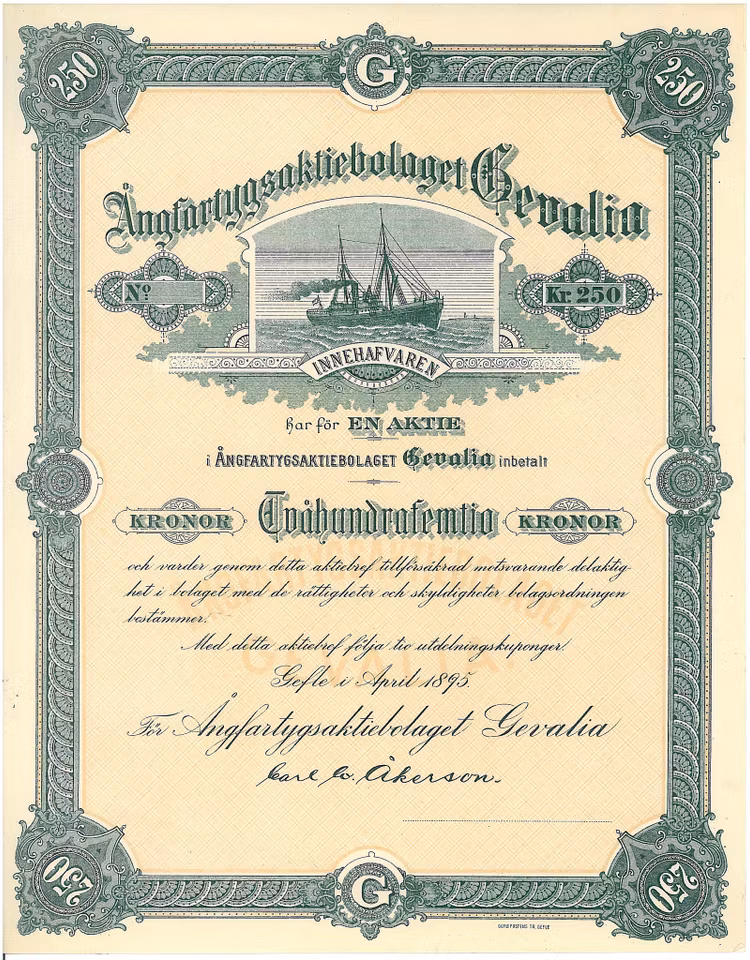 250 G 250
Ångfartygsaktiebolaget Gevalia
No Kr. 250
INNEHAFVAREN
har för EN AKTIE
i ÅNGFARTYGSAKTIEBOLAGET Gevalia inbetalt
KRONOR Tvåhundrafemtio KRONOR
och varder genom detta aktiebref tillförsäkrad motsvarande delaktig-
het i bolaget med de rättigheter och skyldigheter bolagsordningen
bestämmer.
Med detta aktiebref följa tio utdelningskuponger.
Gefle i April 1895.
För Ångfartygsaktiebolaget Gevalia
Carl G. Åkerson.
250 G 250